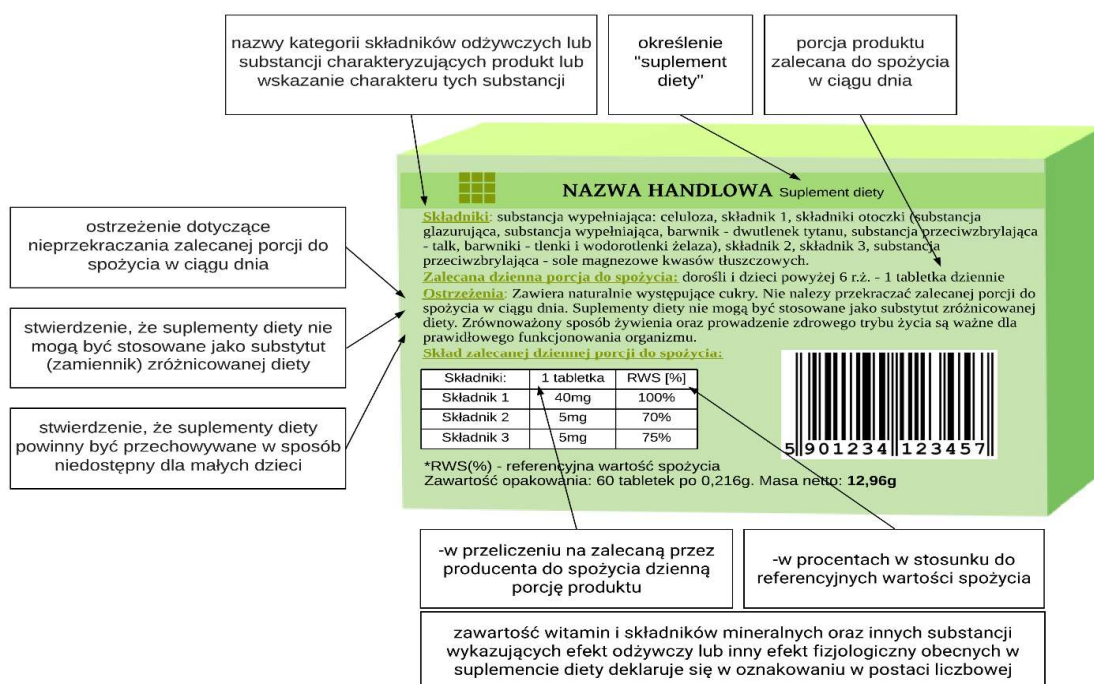 nazwy kategorii składników odżywczych lub
substancji charakteryzujących produkt lub
wskazanie charakteru tych substancji
określenie
"suplement
diety"
porcja produktu
zalecana do spożycia
w ciągu dnia
ostrzeżenie dotyczące
nieprzekraczania zalecanej porcji do
spożycia w ciągu dnia
stwierdzenie, że suplementy diety nie
mogą być stosowane jako substytut
(zamiennik) zróżnicowanej diety
stwierdzenie, że suplementy diety
powinny być przechowywane w sposób
niedostępny dla małych dzieci
NAZWA HANDLOWA Suplement diety
Składniki: substancja wypełniająca: celuloza, składnik 1, składniki otoczki (substancja
glazurująca, substancja wypełniająca, barwnik - dwutlenek tytanu, substancja przeciwzbrylająca
- talk, barwniki - tlenki i wodorotlenki żelaza), składnik 2, składnik 3, substancja
przeciwzbrylająca - sole magnezowe kwasów tłuszczowych.
Zalecana dzienna porcja do spożycia: dorośli i dzieci powyżej 6 r.ż. - 1 tabletka dziennie
Ostrzeżenia: Zawiera naturalnie występujące cukry. Nie nalezy przekraczać zalecanej porcji do
spożycia w ciągu dnia. Suplementy diety nie mogą być stosowane jako substytut zróżnicowanej
diety. Zrównoważony sposób żywienia oraz prowadzenie zdrowego trybu życia są ważne dla
prawidłowego funkcjonowania organizmu.
Skład zalecanej dziennej porcji do spożycia:
Składniki: 1 tabletka RWS [%]
Składnik 1 40mg 100%
Składnik 2 5mg 70%
Składnik 3 5mg 75%
5 901234 123457
*RWS(%) - referencyjna wartość spożycia
Zawartość opakowania: 60 tabletek po 0,216g. Masa netto: 12,96g
-w przeliczeniu na zalecaną przez
producenta do spożycia dzienną
porcję produktu
-w procentach w stosunku do
referencyjnych wartości spożycia
zawartość witamin i składników mineralnych oraz innych substancji
wykazujących efekt odżywczy lub inny efekt fizjologiczny obecnych w
suplemencie diety deklaruje się w oznakowaniu w postaci liczbowej